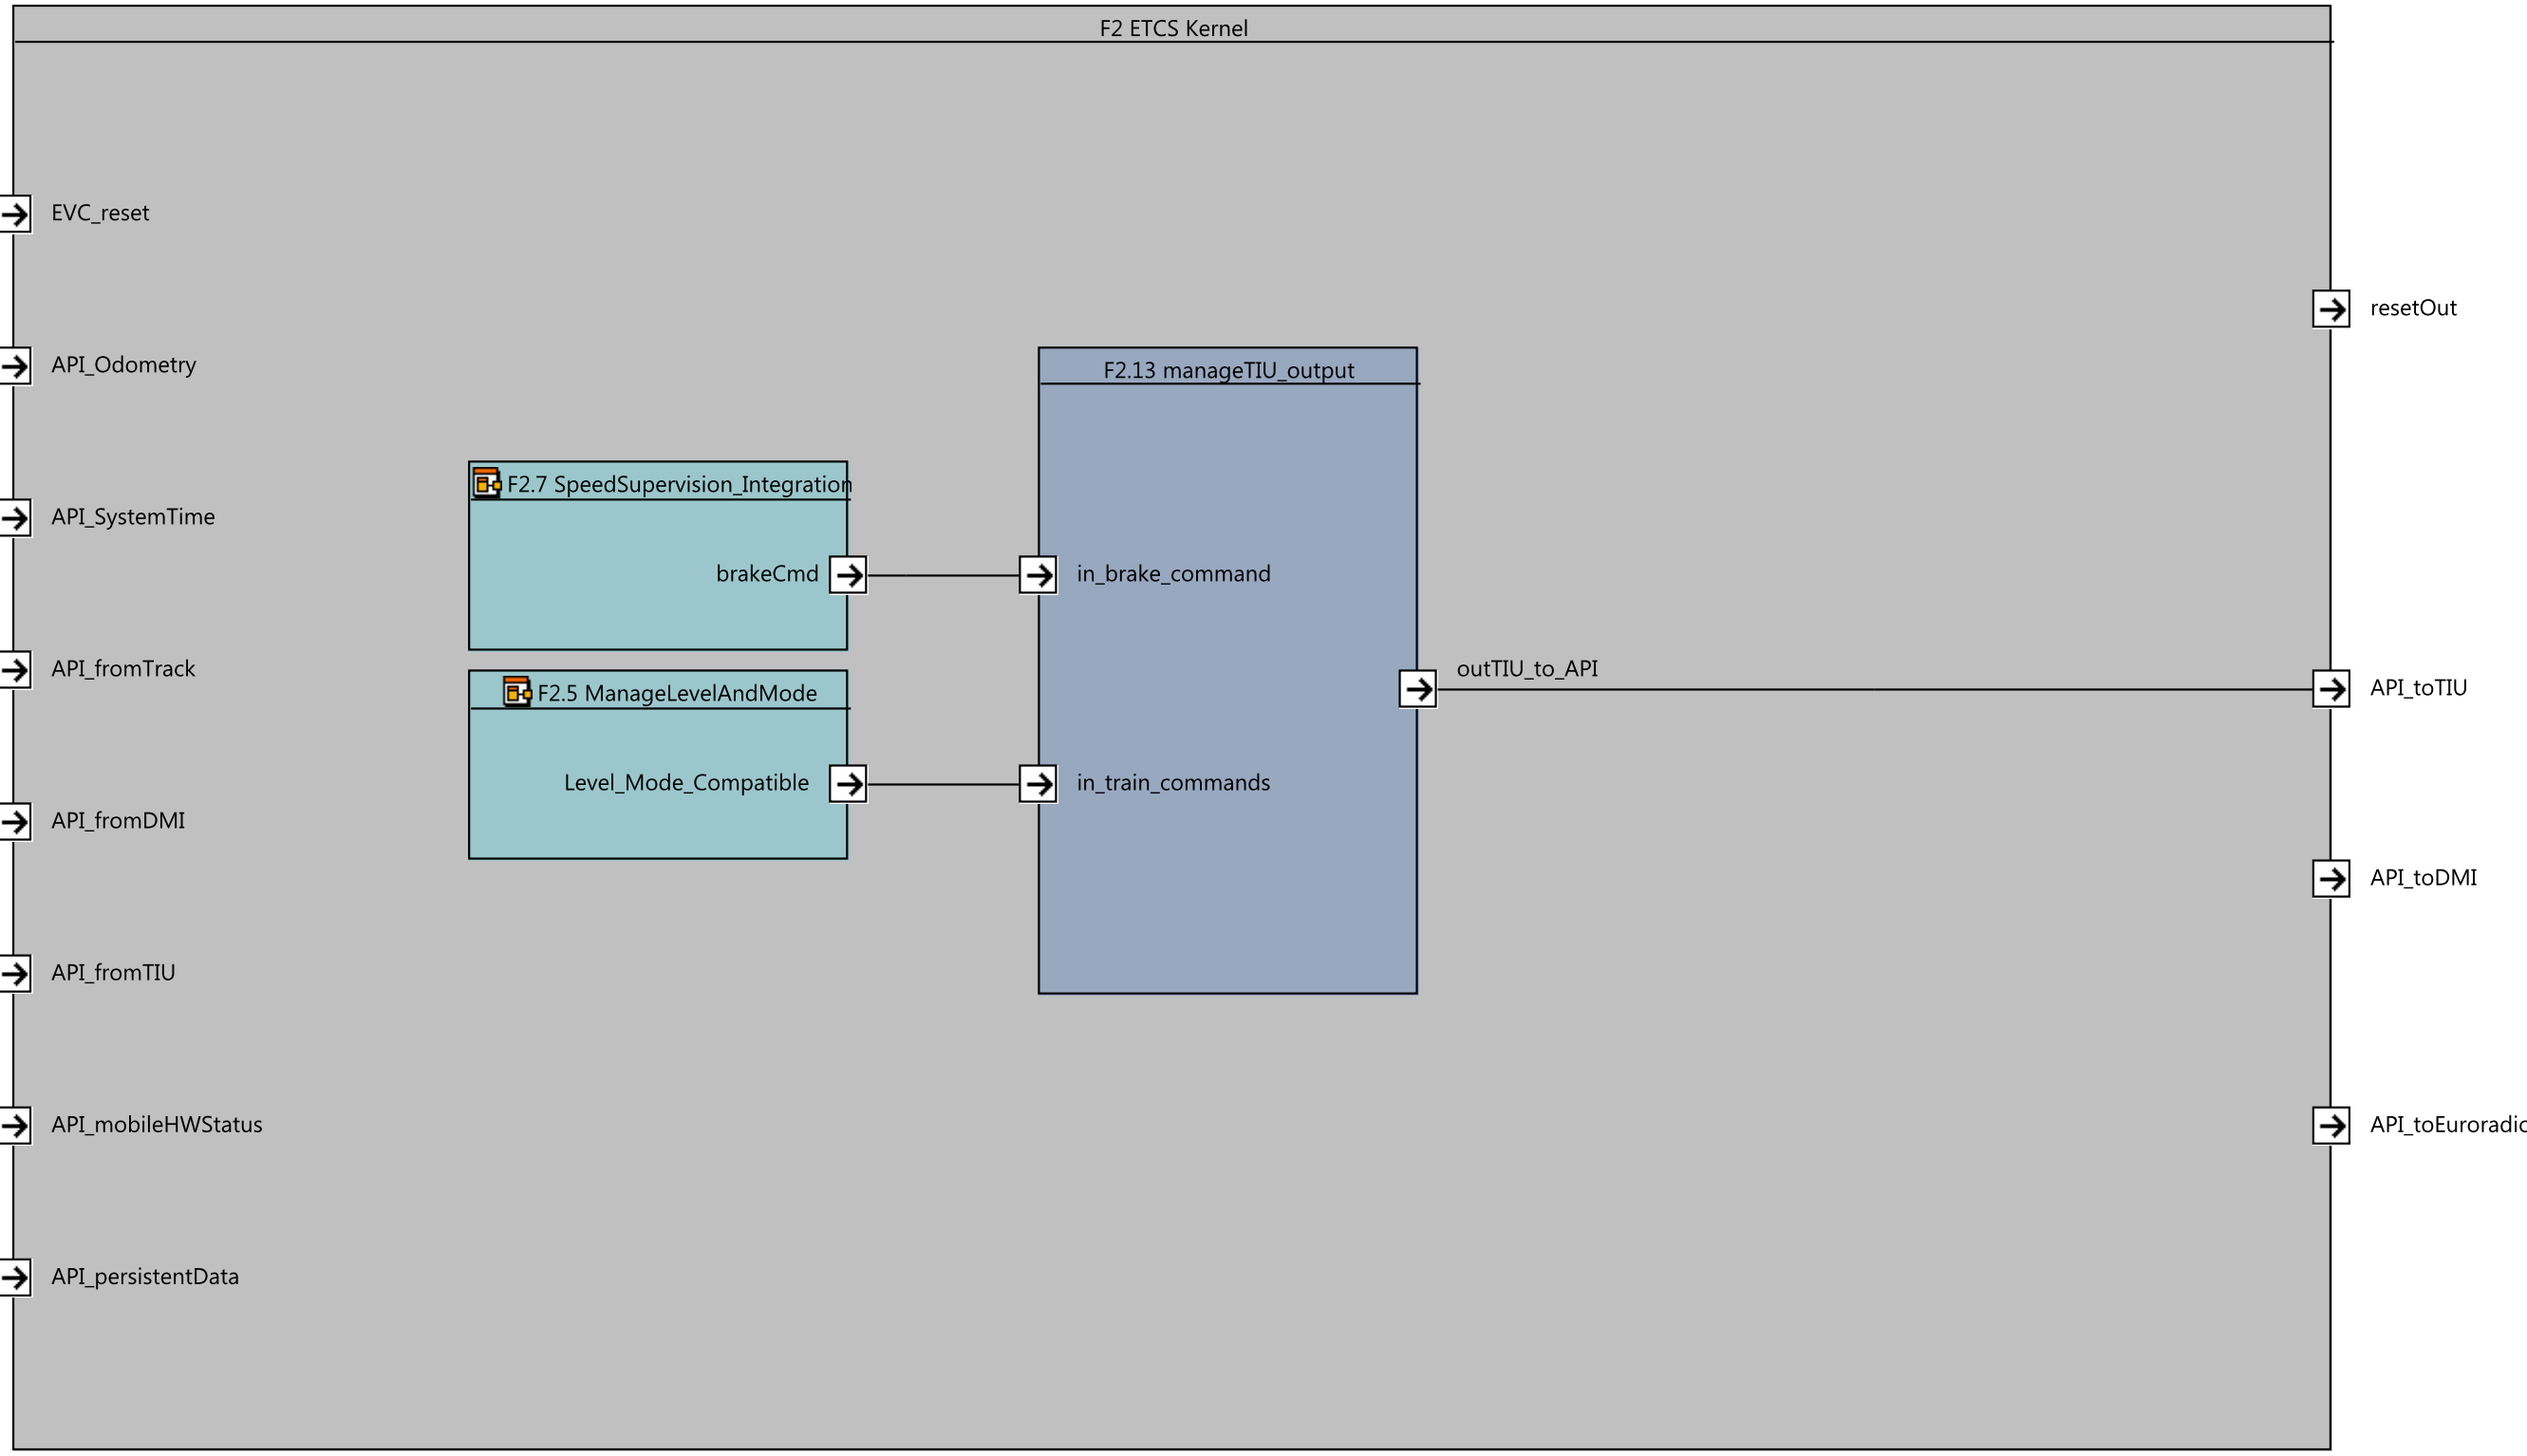 F2 ETCS Kernel
EVC_reset
API_Odometry
API_SystemTime
API_fromTrack
API_fromDMI
API_fromTIU
API_mobileHWStatus
API_persistentData
F2.7 SpeedSupervision_Integration
brakeCmd
F2.5 ManageLevelAndMode
Level_Mode_Compatible
F2.13 manageTIU_output
in_brake_command
in_train_commands
outTIU_to_API
resetOut
API_toTIU
API_toDMI
API_toEuroradio